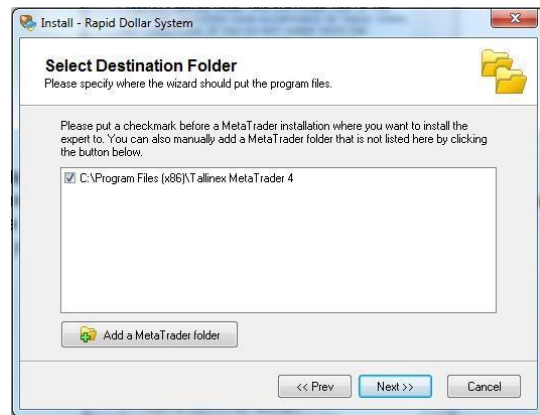 Install - Rapid Dollar System
Select Destination Folder
Please specify where the wizard should put the program files.
Please put a checkmark before a MetaTrader installation where you want to install the
expert to. You can also manually add a MetaTrader folder that is not listed here by clicking
the button below.
C:\Program Files (x86)\Tallinex MetaTrader 4
Add a MetaTrader folder
<< Prev
Next >>
Cancel